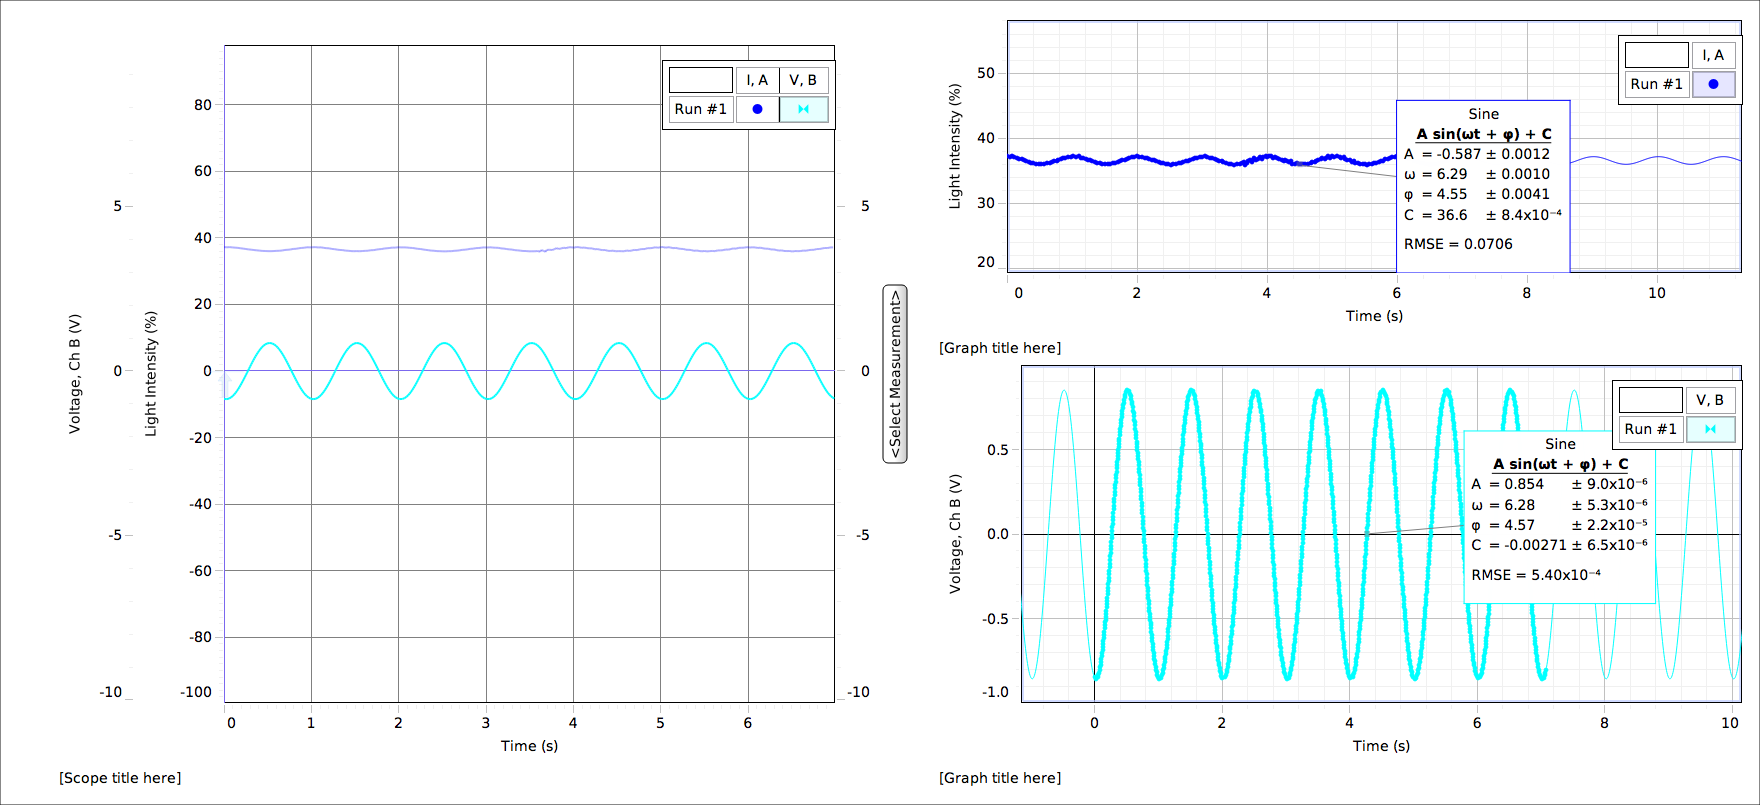 I, A V, B
Run #1
80
60
40
20
0
-20
-40
-60
-80
-100
5
0
-5
-10
5
0
-5
-10
Voltage, Ch B (V)
Light Intensity (%)
<Select Measurement>
0 1 2 3 4 5 6
Time (s)
[Scope title here]
I, A
Run #1
50
40
30
20
Light Intensity (%)
Sine
A sin(ωt + φ) + C
A = -0.587 ± 0.0012
ω = 6.29 ± 0.0010
φ = 4.55 ± 0.0041
C = 36.6 ± 8.4x10⁻⁴
RMSE = 0.0706
0 2 4 6 8 10
Time (s)
[Graph title here]
V, B
Run #1
0.5
0.0
-0.5
-1.0
Voltage, Ch B (V)
Sine
A sin(ωt + φ) + C
A = 0.854 ± 9.0x10⁻⁶
ω = 6.28 ± 5.3x10⁻⁶
φ = 4.57 ± 2.2x10⁻⁵
C = -0.00271 ± 6.5x10⁻⁶
RMSE = 5.40x10⁻⁴
0 2 4 6 8 10
Time (s)
[Graph title here]